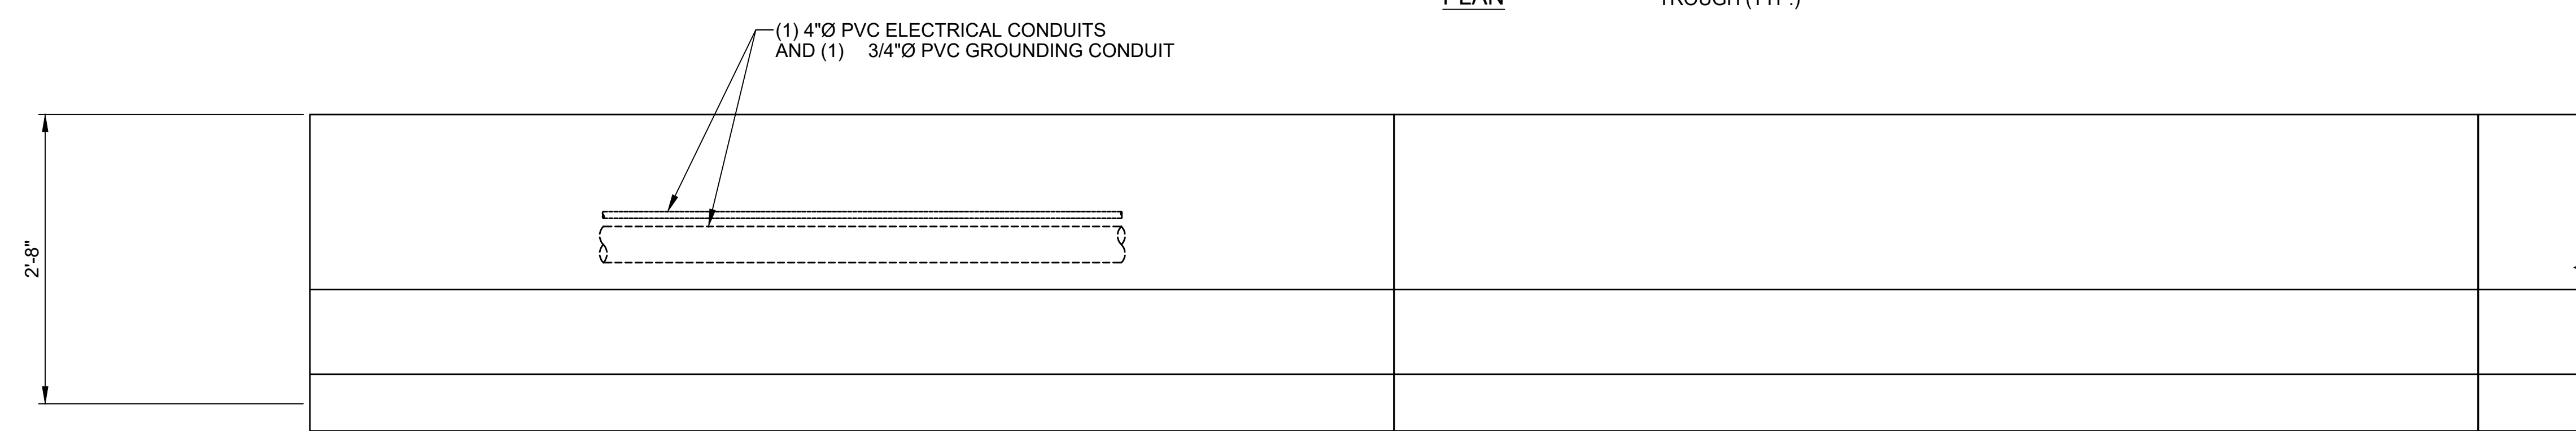 (1) 4"Ø PVC ELECTRICAL CONDUITS
AND (1) 3/4"Ø PVC GROUNDING CONDUIT
2'-8"